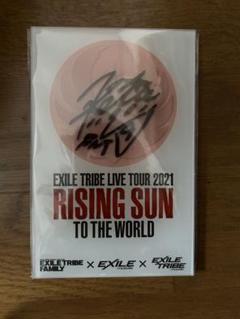 EXILE TRIBE LIVE TOUR 2021
RISING SUN
TO THE WORLD
EXILE TRIBE
FAMILY
× EXILE × EXILE TRIBE